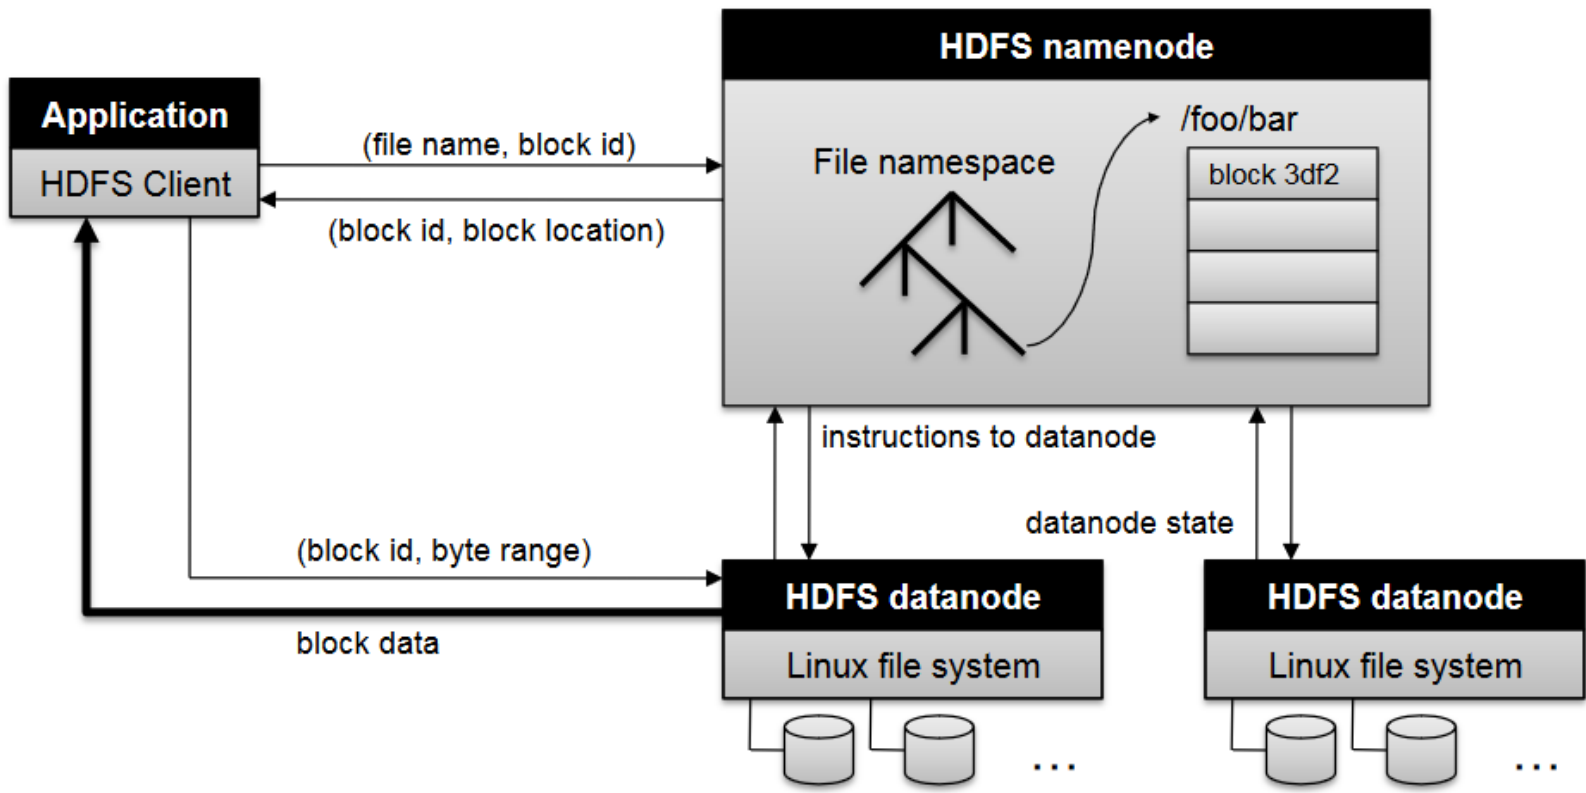 HDFS namenode
Application
HDFS Client
(file name, block id)
(block id, block location)
File namespace
/foo/bar
block 3df2
instructions to datanode
datanode state
(block id, byte range)
block data
HDFS datanode
Linux file system
...
HDFS datanode
Linux file system
...